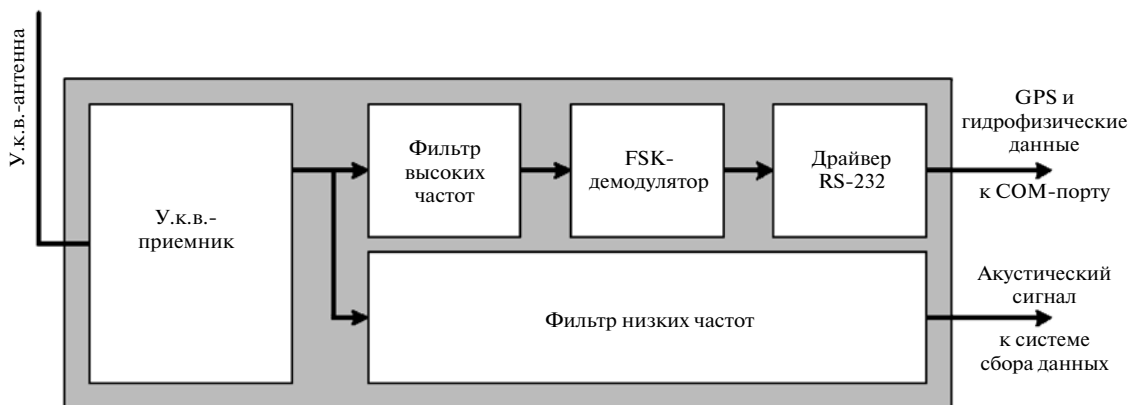 У.к.в.-антенна
У.к.в.-
приемник
Фильтр
высоких
частот
FSK-
демодулятор
Драйвер
RS-232
GPS и
гидрофизические
данные
к COM-порту
Фильтр низких частот
Акустический
сигнал
к системе
сбора данных